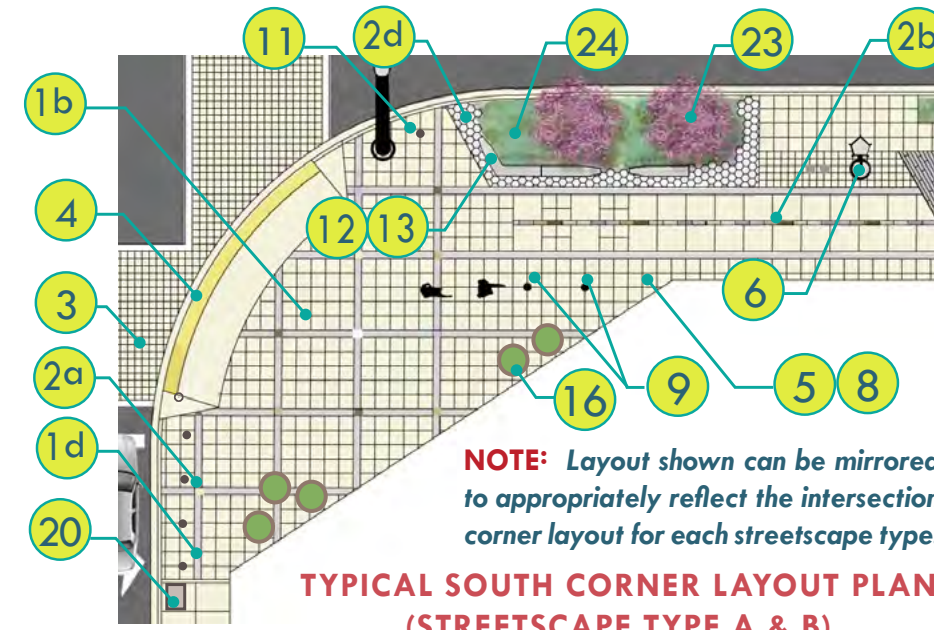 11
2d
24
23
2b
1b
4
12
13
6
3
2a
16
9
5
8
1d
20
NOTE: Layout shown can be mirrored
to appropriately reflect the intersection
corner layout for each streetscape type
TYPICAL SOUTH CORNER LAYOUT PLAN
(STREETSCAPE TYPE A & B)